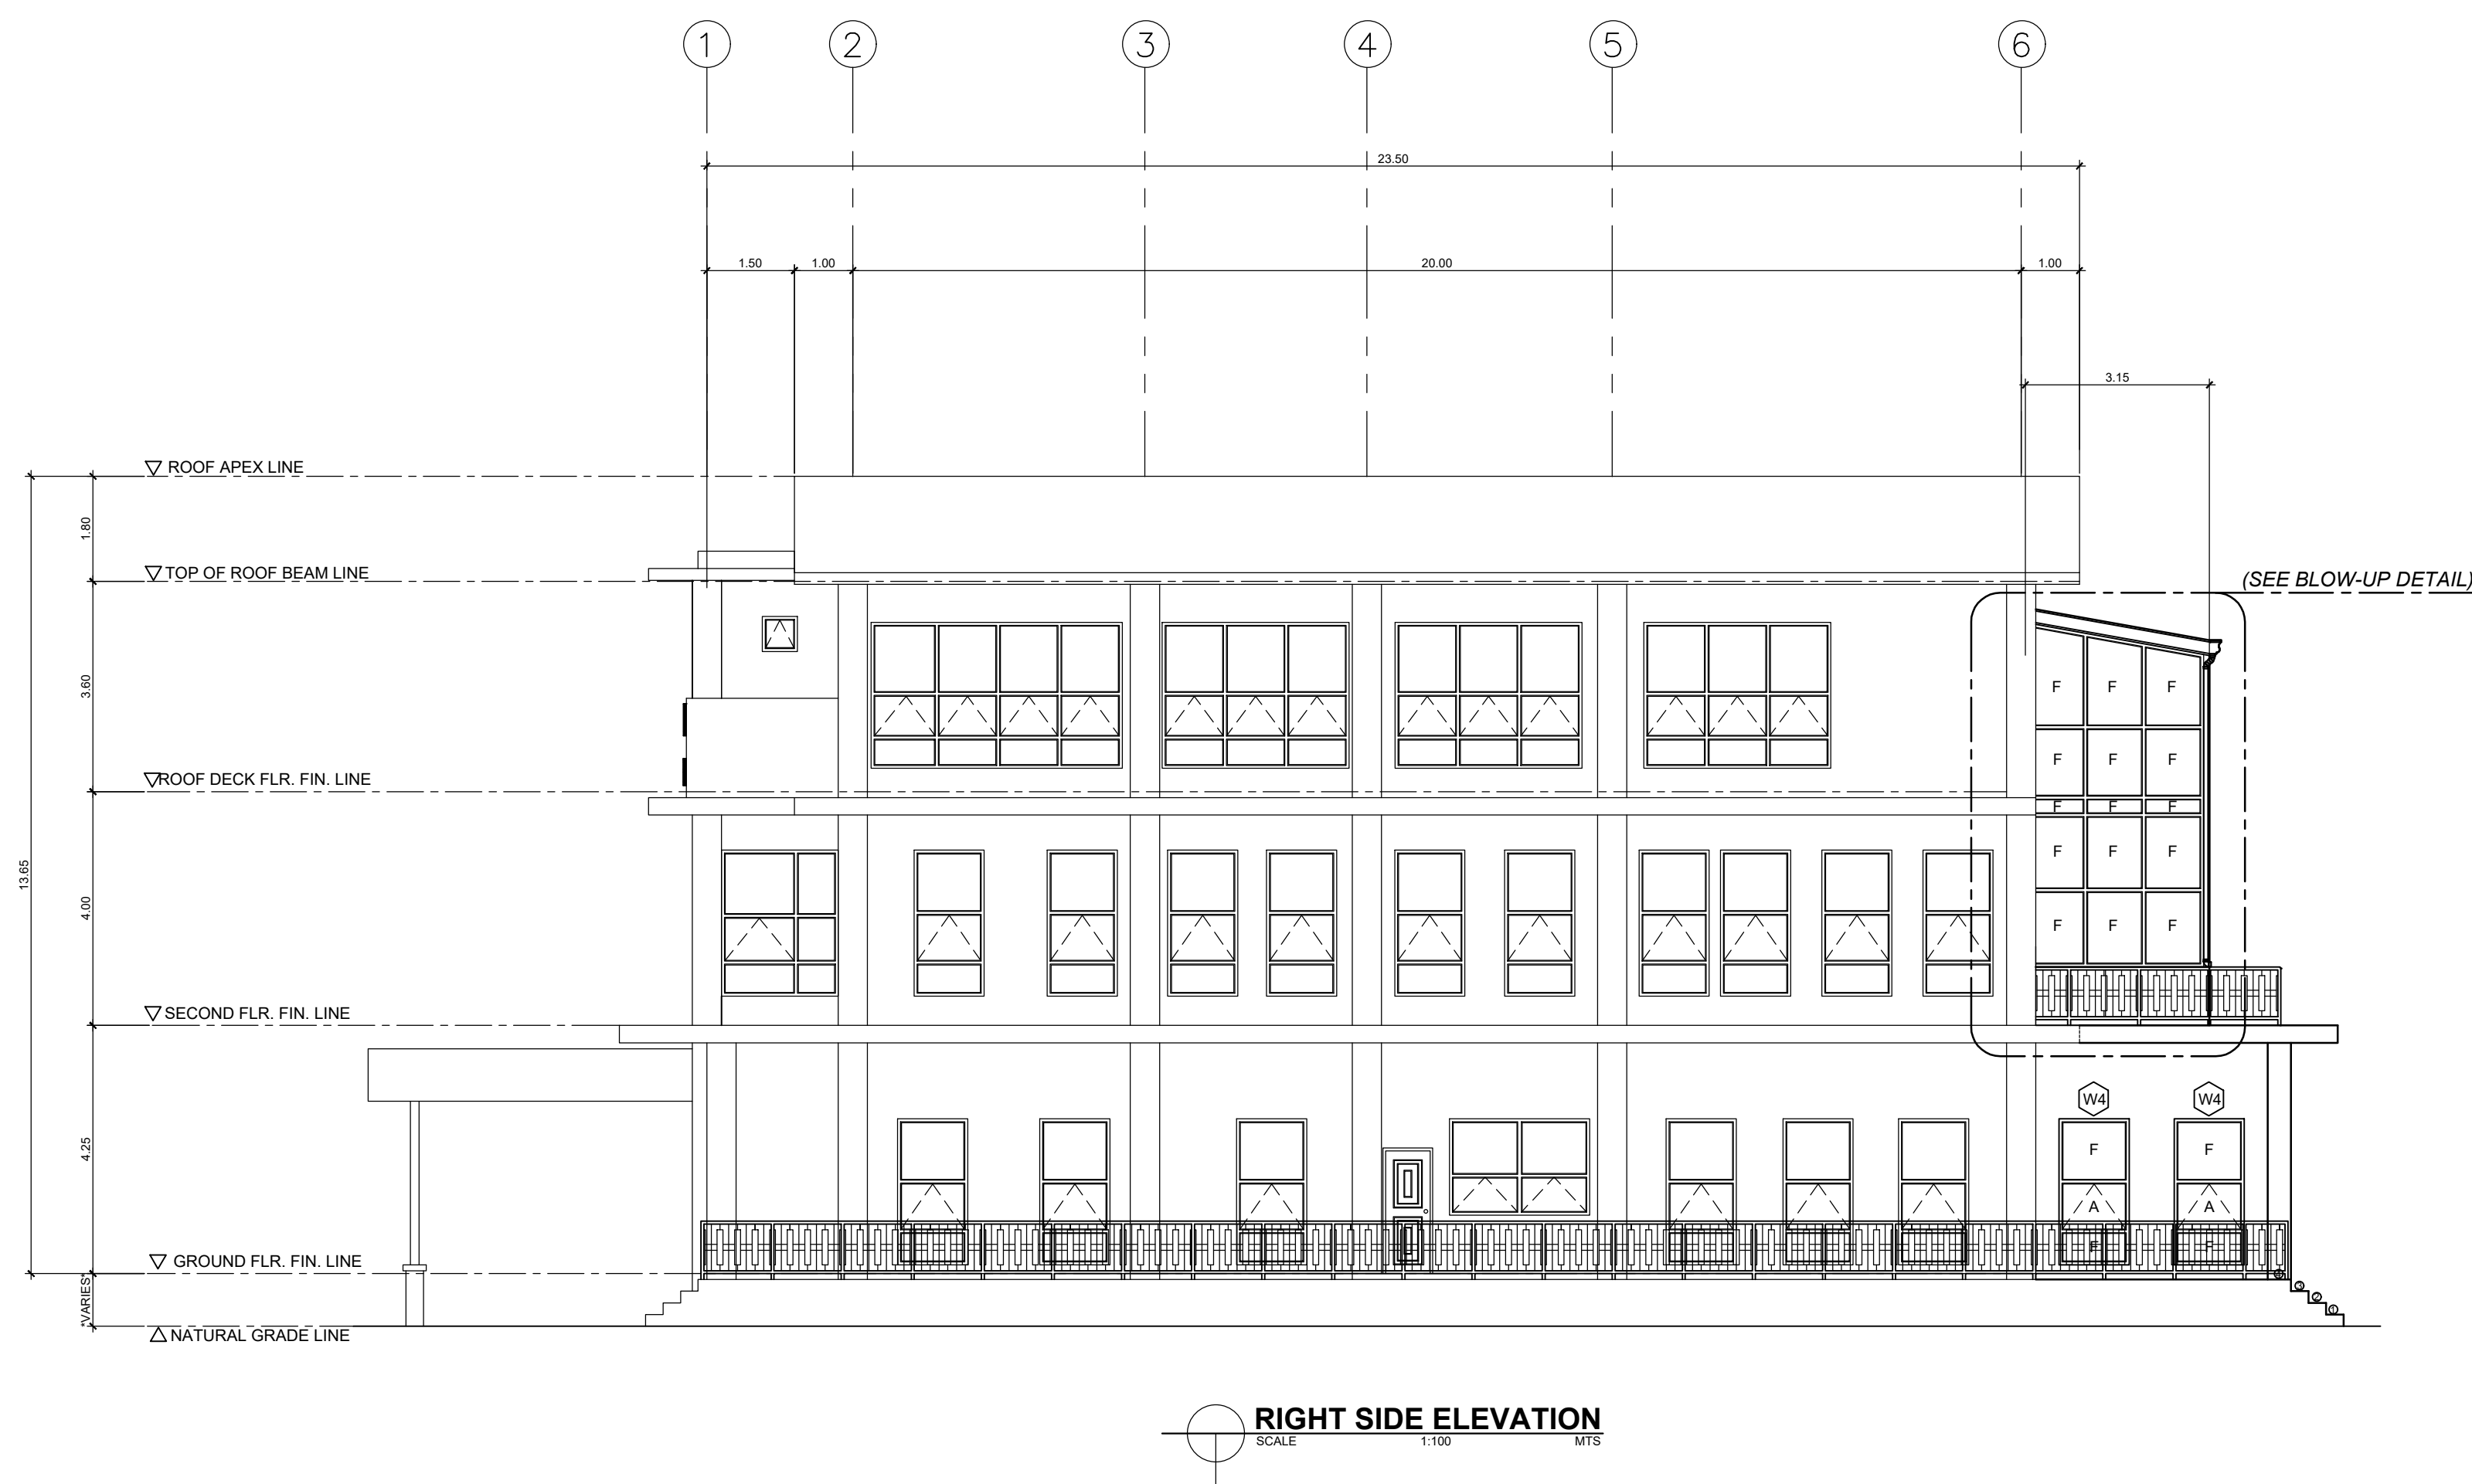 1 2 3 4 5 6
23.50
1.50 1.00 20.00 1.00
3.15
ROOF APEX LINE
1.80
TOP OF ROOF BEAM LINE
(SEE BLOW-UP DETAIL)
3.60
F F F
F F F
ROOF DECK FLR. FIN. LINE
F F F
13.65
4.00
F F F
F F F
SECOND FLR. FIN. LINE
W4 W4
4.25
F F
A A
F F
GROUND FLR. FIN. LINE
*VARIES*
3
2
1
NATURAL GRADE LINE
RIGHT SIDE ELEVATION
SCALE 1:100 MTS